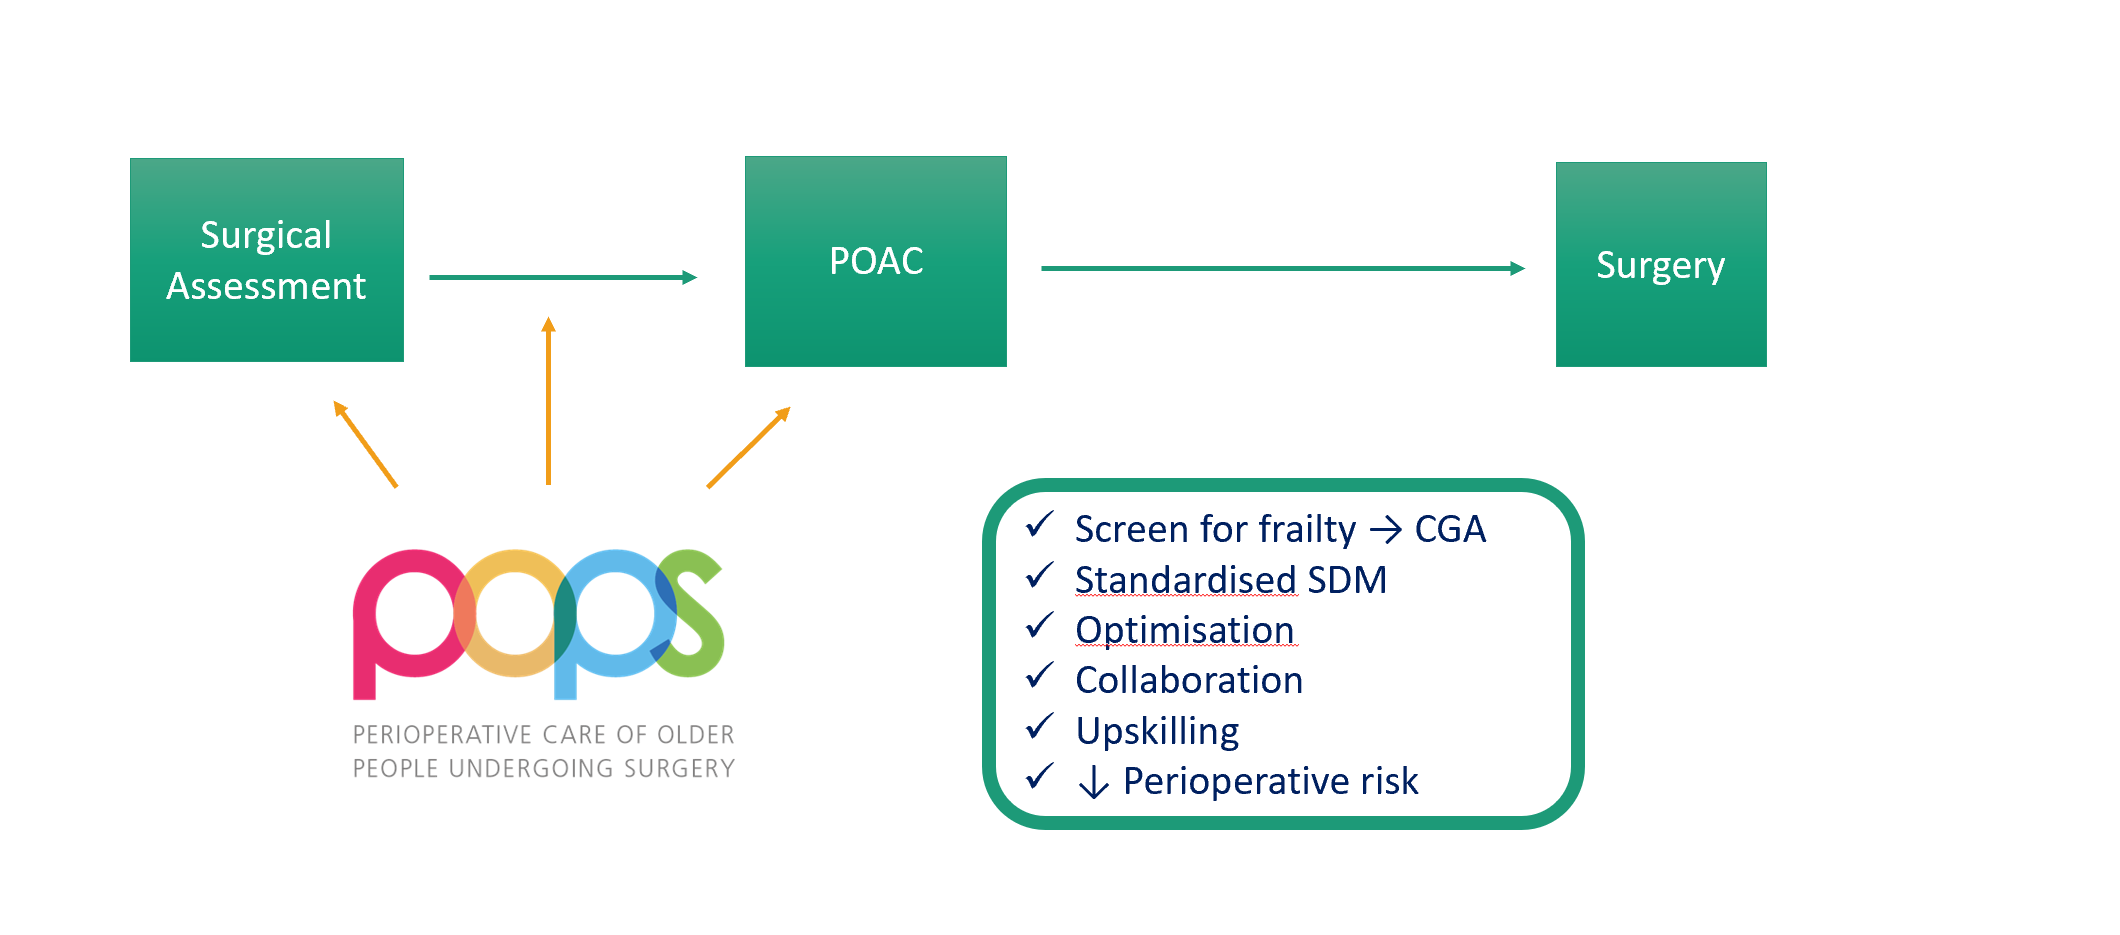 Surgical
Assessment
POAC
Surgery
pops
PERIOPERATIVE CARE OF OLDER
PEOPLE UNDERGOING SURGERY
✓ Screen for frailty → CGA
✓ Standardised SDM
✓ Optimisation
✓ Collaboration
✓ Upskilling
✓ ↓ Perioperative risk